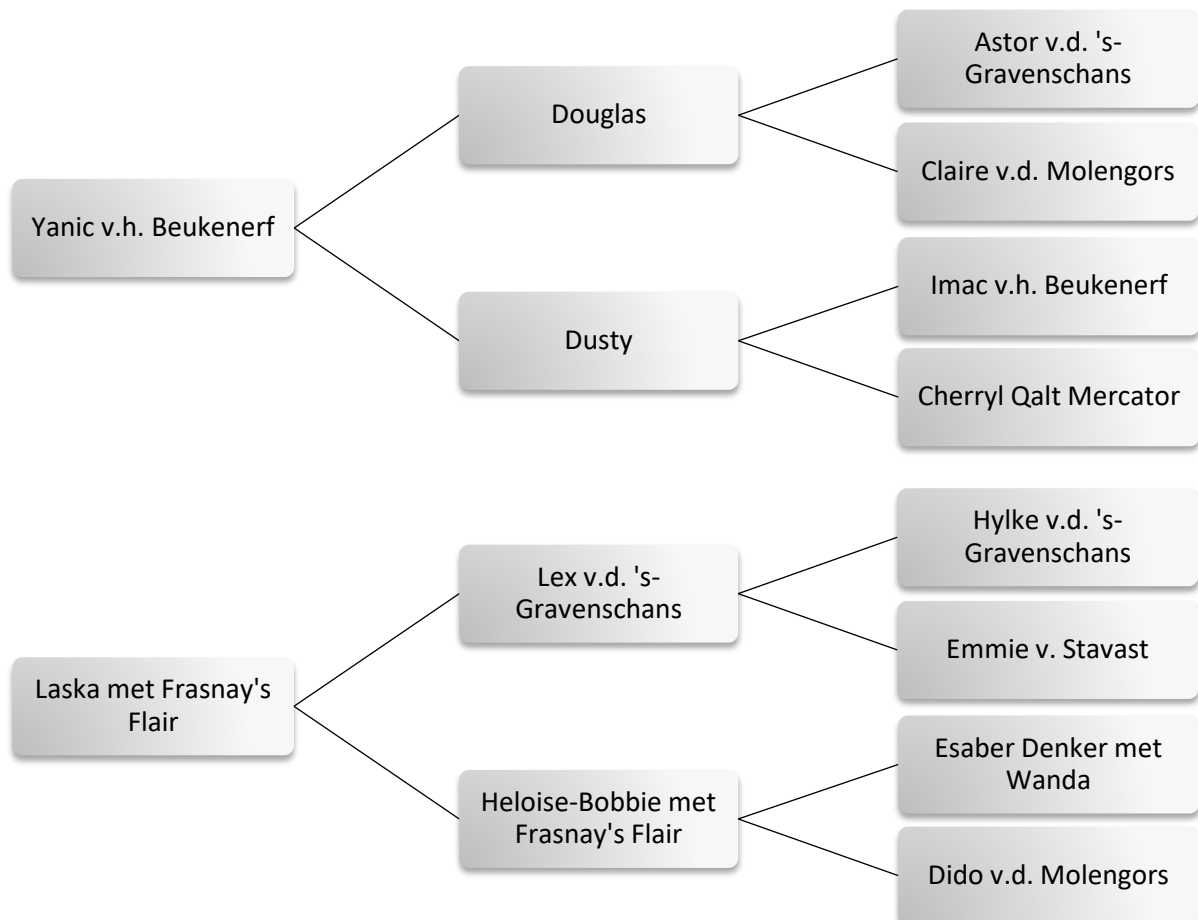 Astor v.d. 's-
Gravenschans
Douglas
Claire v.d. Molengors
Yanic v.h. Beukenerf
Imac v.h. Beukenerf
Dusty
Cherryl Qalt Mercator
Hylke v.d. 's-
Gravenschans
Lex v.d. 's-
Gravenschans
Emmie v. Stavast
Laska met Frasnay's
Flair
Esaber Denker met
Wanda
Heloise-Bobbie met
Frasnay's Flair
Dido v.d. Molengors